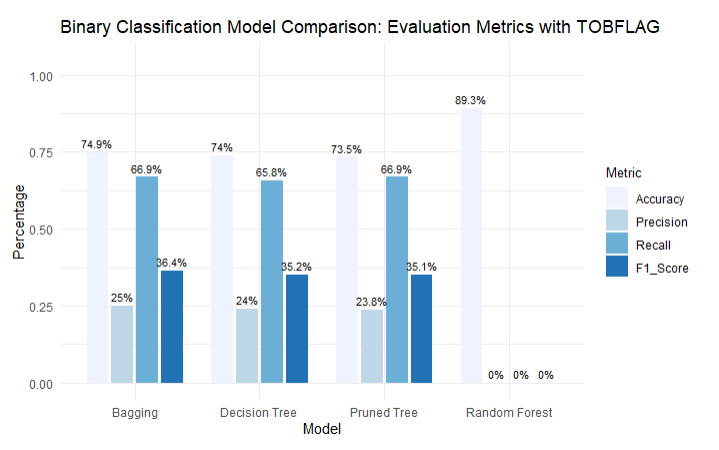 Binary Classification Model Comparison: Evaluation Metrics with TOBFLAG
Percentage
1.00
0.75
0.50
0.25
0.00
74.9%
25%
66.9%
36.4%
74%
24%
65.8%
35.2%
73.5%
23.8%
66.9%
35.1%
89.3%
0%
0%
0%
Bagging
Decision Tree
Pruned Tree
Random Forest
Model
Metric
Accuracy
Precision
Recall
F1_Score